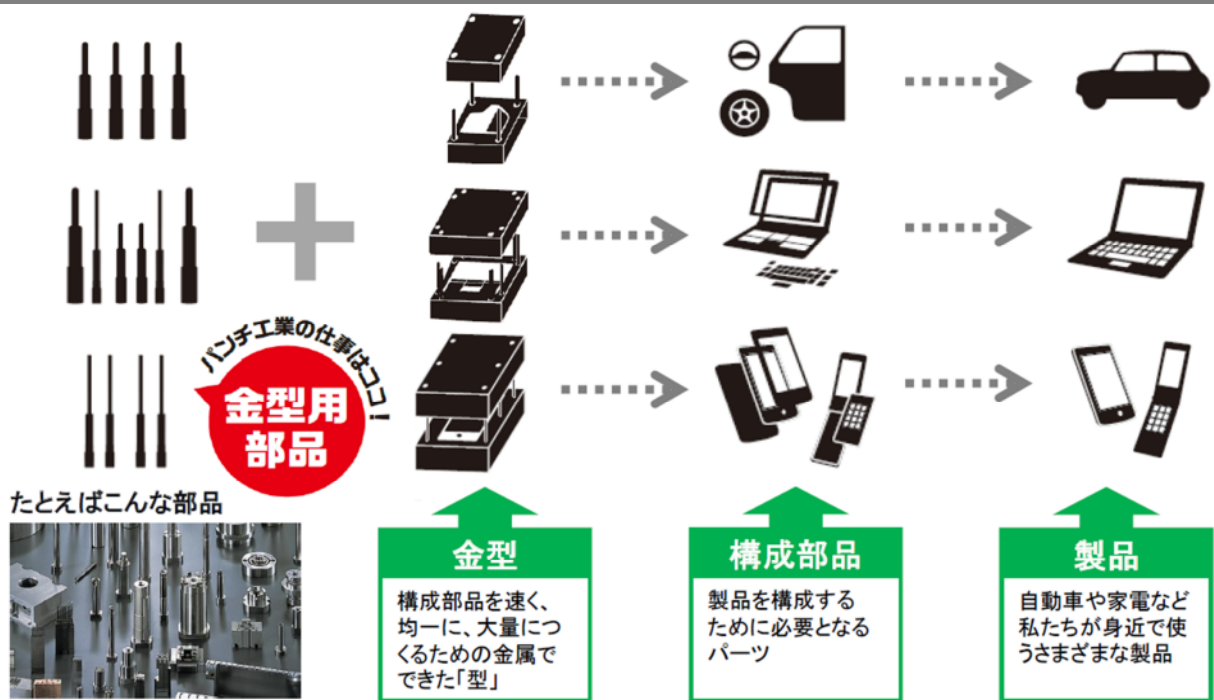 パンチ工業の仕事はココ！
金型用
部品
たとえばこんな部品
金型
構成部品を速く、
均一に、大量につ
くるための金属で
できた「型」
構成部品
製品を構成する
ために必要となる
パーツ
製品
自動車や家電など
私たちが身近で使
うさまざまな製品